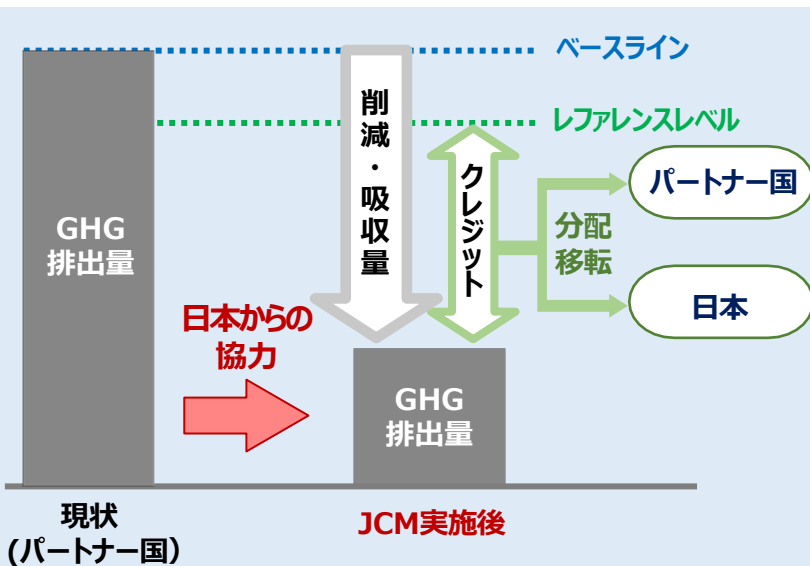 ベースライン
レファレンスレベル
削減・吸収量
クレジット
パートナー国
分配
移転
日本
GHG
排出量
日本からの
協力
GHG
排出量
現状
(パートナー国）
JCM実施後